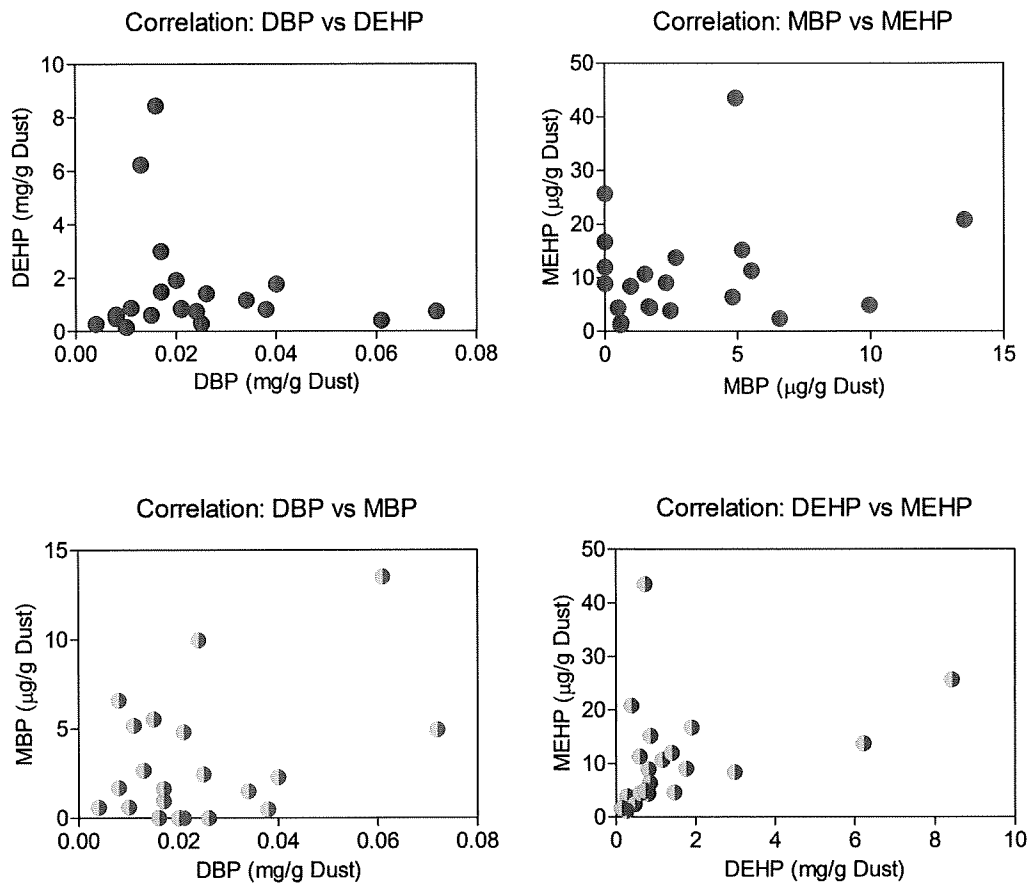 Correlation: DBP vs DEHP
DEHP (mg/g Dust)
10
8
6
4
2
0
0.00 0.02 0.04 0.06 0.08
DBP (mg/g Dust)
Correlation: MBP vs MEHP
MEHP (µg/g Dust)
50
40
30
20
10
0
0 5 10 15
MBP (µg/g Dust)
Correlation: DBP vs MBP
MBP (µg/g Dust)
15
10
5
0
0.00 0.02 0.04 0.06 0.08
DBP (mg/g Dust)
Correlation: DEHP vs MEHP
MEHP (µg/g Dust)
50
40
30
20
10
0
0 2 4 6 8 10
DEHP (mg/g Dust)